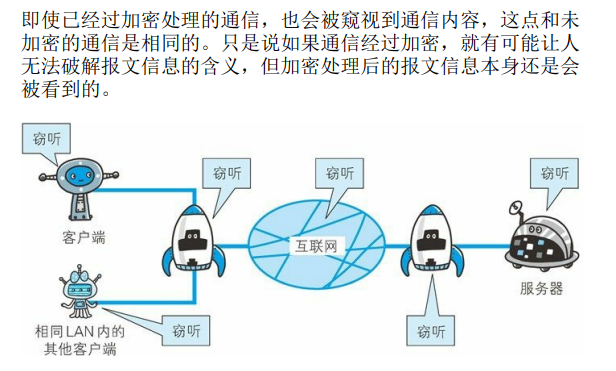 即使已经过加密处理的通信，也会被窥视到通信内容，这点和未
加密的通信是相同的。只是说如果通信经过加密，就有可能让人
无法破解报文信息的含义，但加密处理后的报文信息本身还是会
被看到的。
窃听
窃听
窃听
窃听
客户端
互联网
服务器
相同LAN内的
其他客户端
窃听
窃听